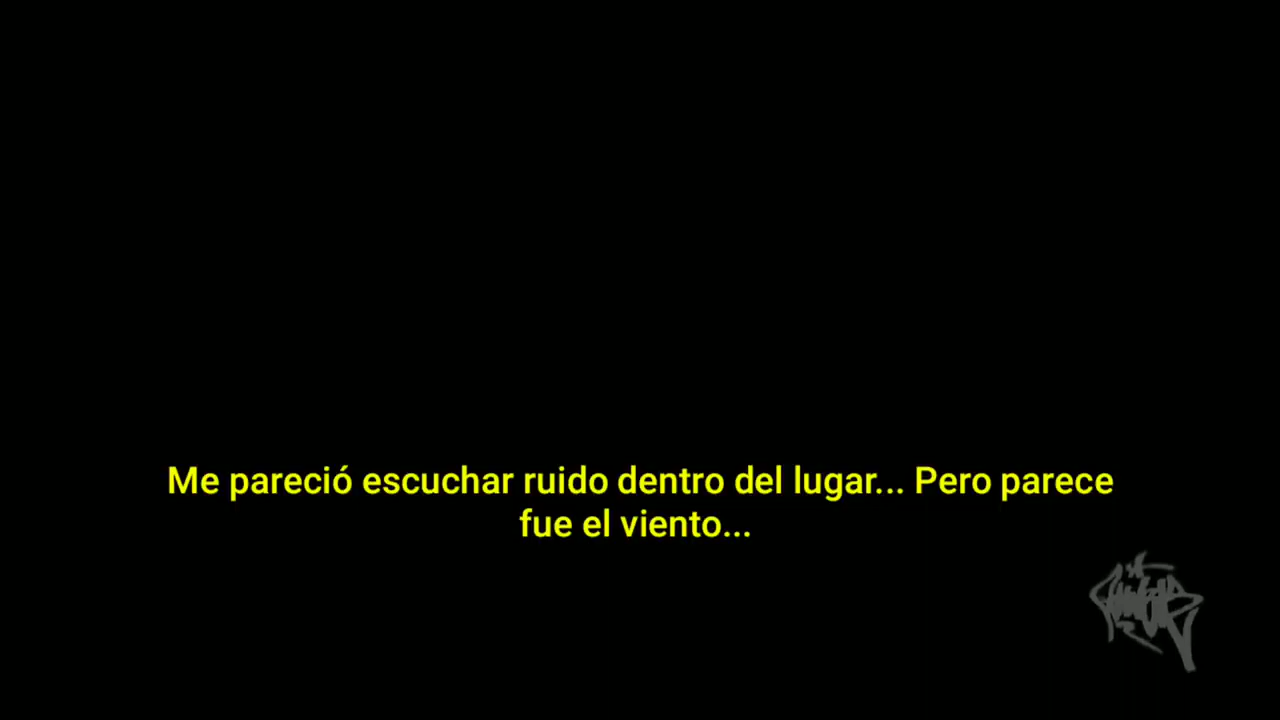 Me pareció escuchar ruido dentro del lugar... Pero parece
fue el viento...